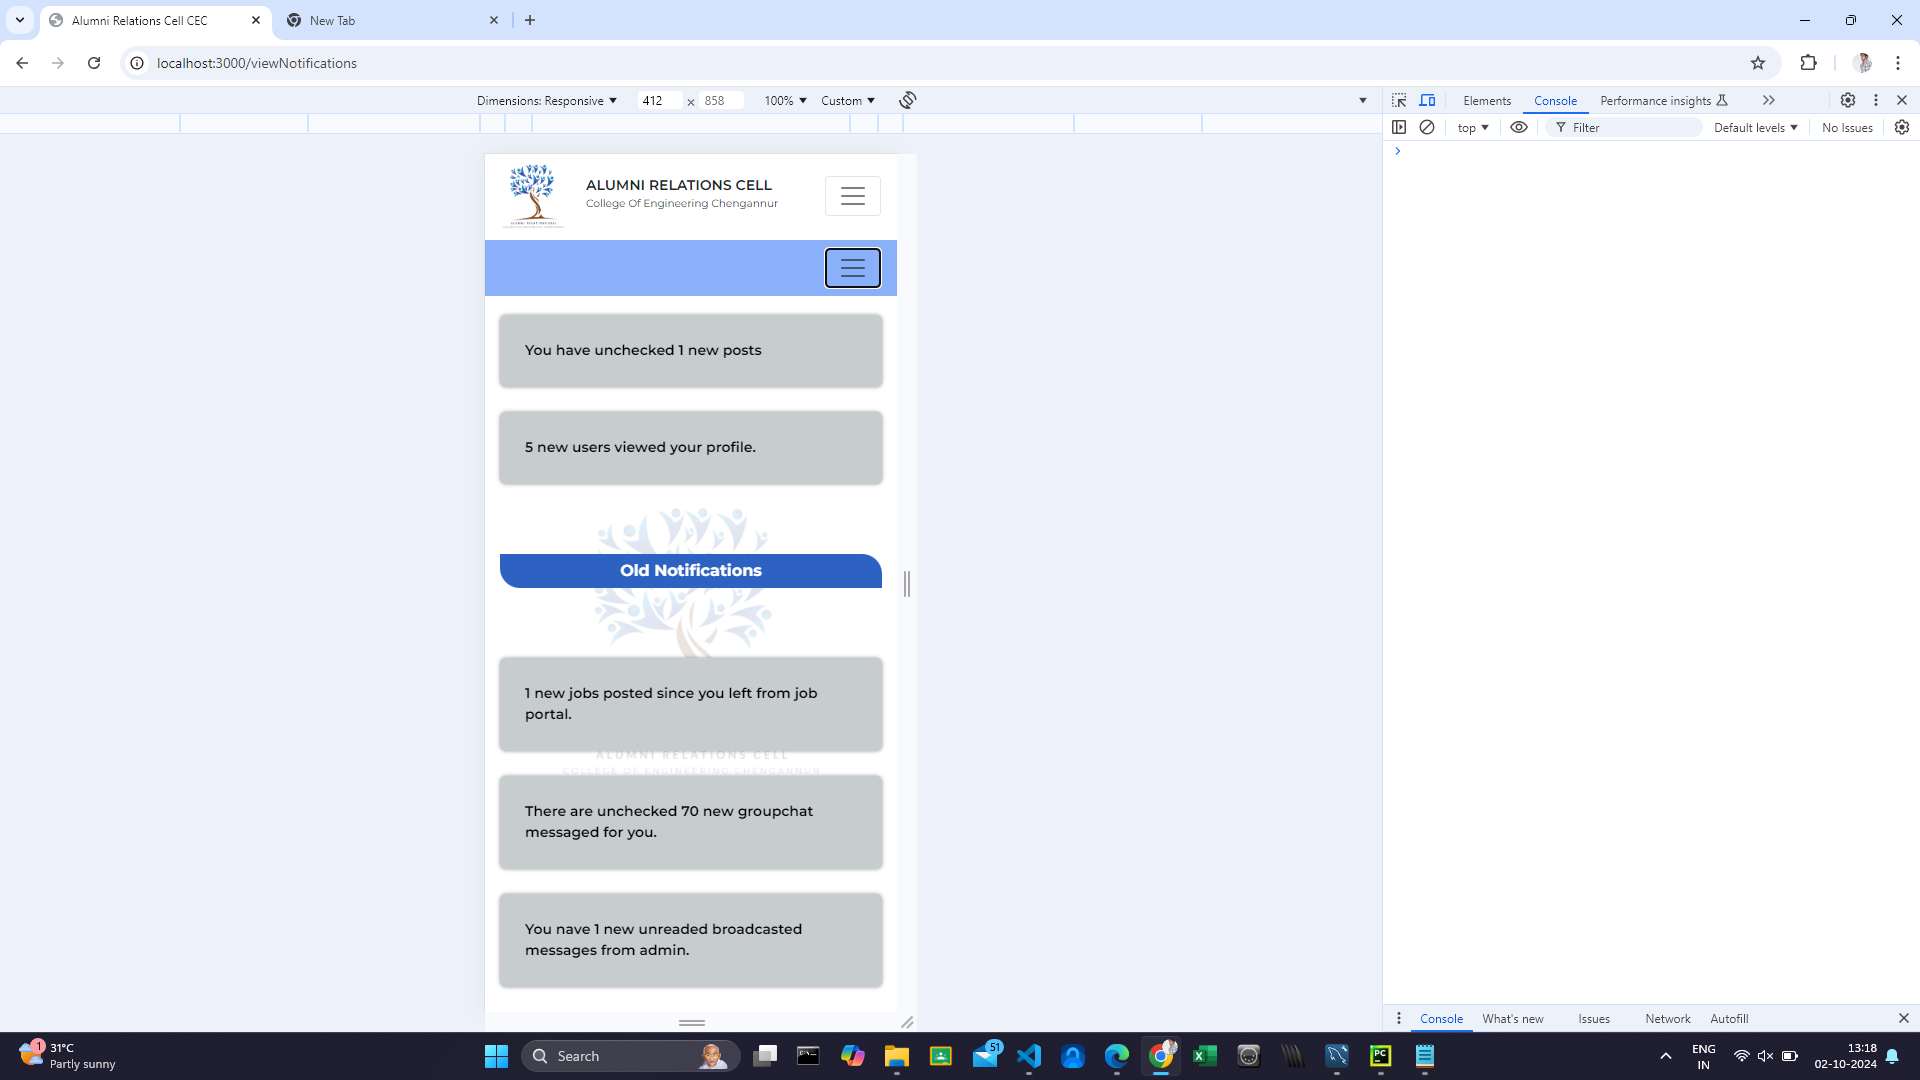 Alumni Relations Cell CEC
New Tab
localhost:3000/viewNotifications
Dimensions: Responsive
412 × 858
100%
Custom
Elements
Console
Performance insights
top
Filter
Default levels
No Issues
ALUMNI RELATIONS CELL
College Of Engineering Chengannur
You have unchecked 1 new posts
5 new users viewed your profile.
Old Notifications
1 new jobs posted since you left from job
portal.
ALUMNI RELATIONS CELL
COLLEGE OF ENGINEERING CHENGANNUR
There are unchecked 70 new groupchat
messaged for you.
You nave 1 new unreaded broadcasted
messages from admin.
Console
What's new
Issues
Network
Autofill
1
31°C
Partly sunny
Search
51
PC
ENG
IN
13:18
02-10-2024